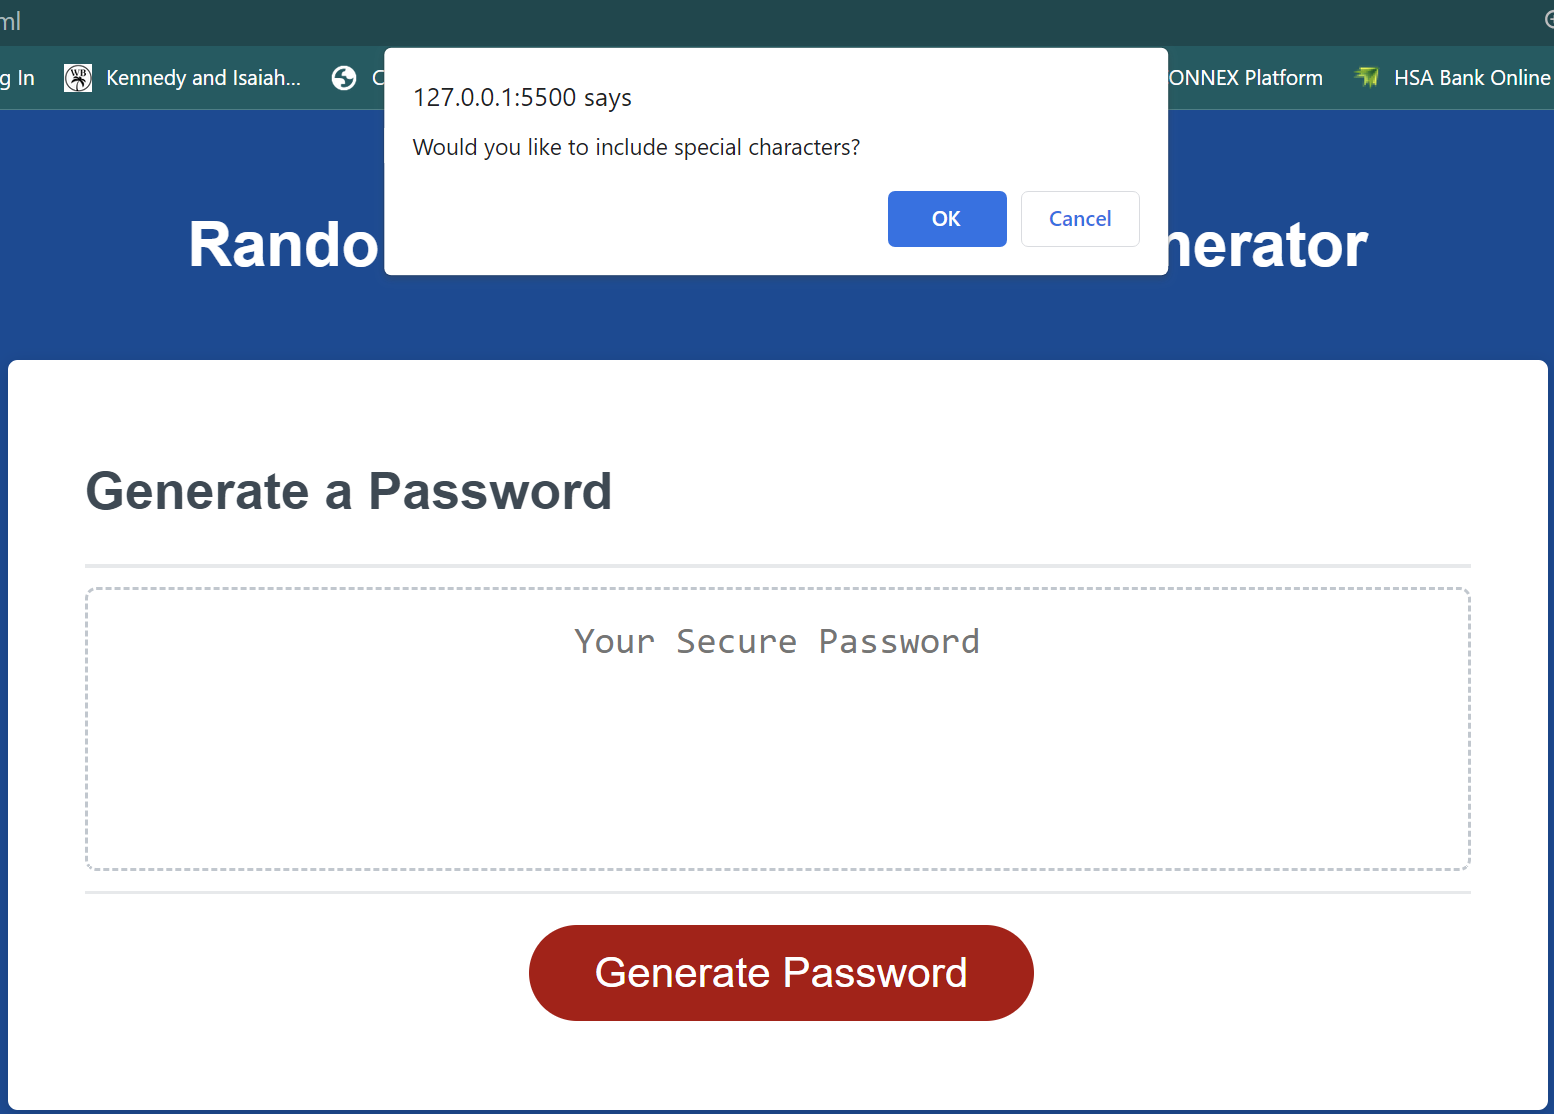 ml
g In
WB
Kennedy and Isaiah...
C
ONNEX Platform
HSA Bank Online
127.0.0.1:5500 says
Would you like to include special characters?
OK
Cancel
Rando
nerator
Generate a Password
Your Secure Password
Generate Password